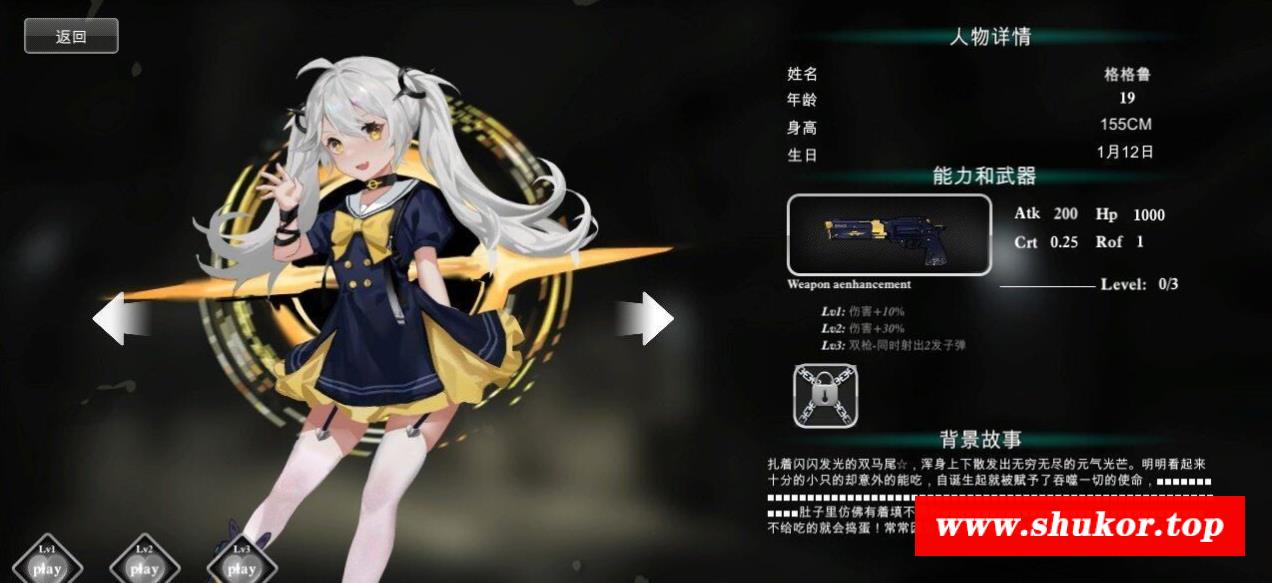 返回
人物详情
姓名 格格鲁
年龄 19
身高 155CM
生日 1月12日
能力和武器
Atk 200 Hp 1000
Crt 0.25 Rof 1
Weapon aenhancement
Level: 0/3
Lv1: 伤害+10%
Lv2: 伤害+30%
Lv3: 双枪-同时射出2发子弹
背景故事
扎着闪闪发光的双马尾☆，浑身上下散发出无穷无尽的元气光芒。明明看起来
十分的小只的却意外的能吃，自诞生起就被赋予了吞噬一切的使命，■■■■■■■
■■■■肚子里仿佛有着填不
不给吃的就会捣蛋！常常
www.shukor.top
Lv1
play
Lv2
play
Lv3
play